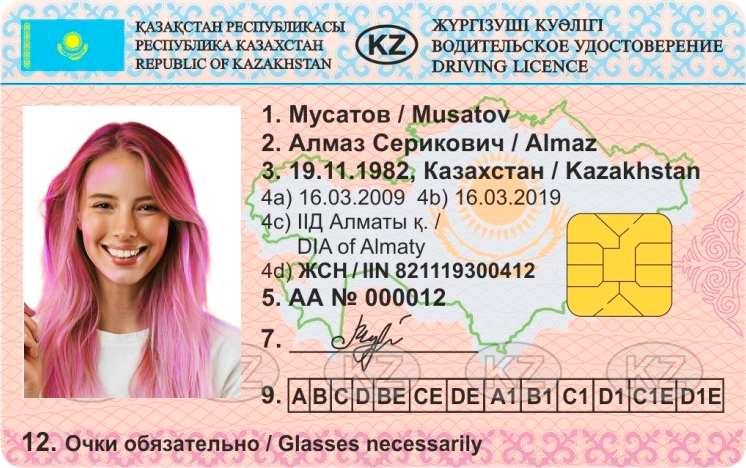 ҚАЗАҚСТАН РЕСПУБЛИКАСЫ
РЕСПУБЛИКА КАЗАХСТАН
REPUBLIC OF KAZAKHSTAN
KZ
ЖҮРГІЗУШІ КУӘЛІГІ
ВОДИТЕЛЬСКОЕ УДОСТОВЕРЕНИЕ
DRIVING LICENCE
1. Мусатов / Musatov
2. Алмаз Серикович / Almaz
3. 19.11.1982, Казахстан / Kazakhstan
4a) 16.03.2009 4b) 16.03.2019
4c) ІІД Алматы қ. /
DIA of Almaty
4d) ЖСН / IIN 821119300412
5. AA № 000012
7.
KZ KZ KZ KZ KZ
9. A B C D BE CE DE A1 B1 C1 D1 C1E D1E
12. Очки обязательно / Glasses necessarily